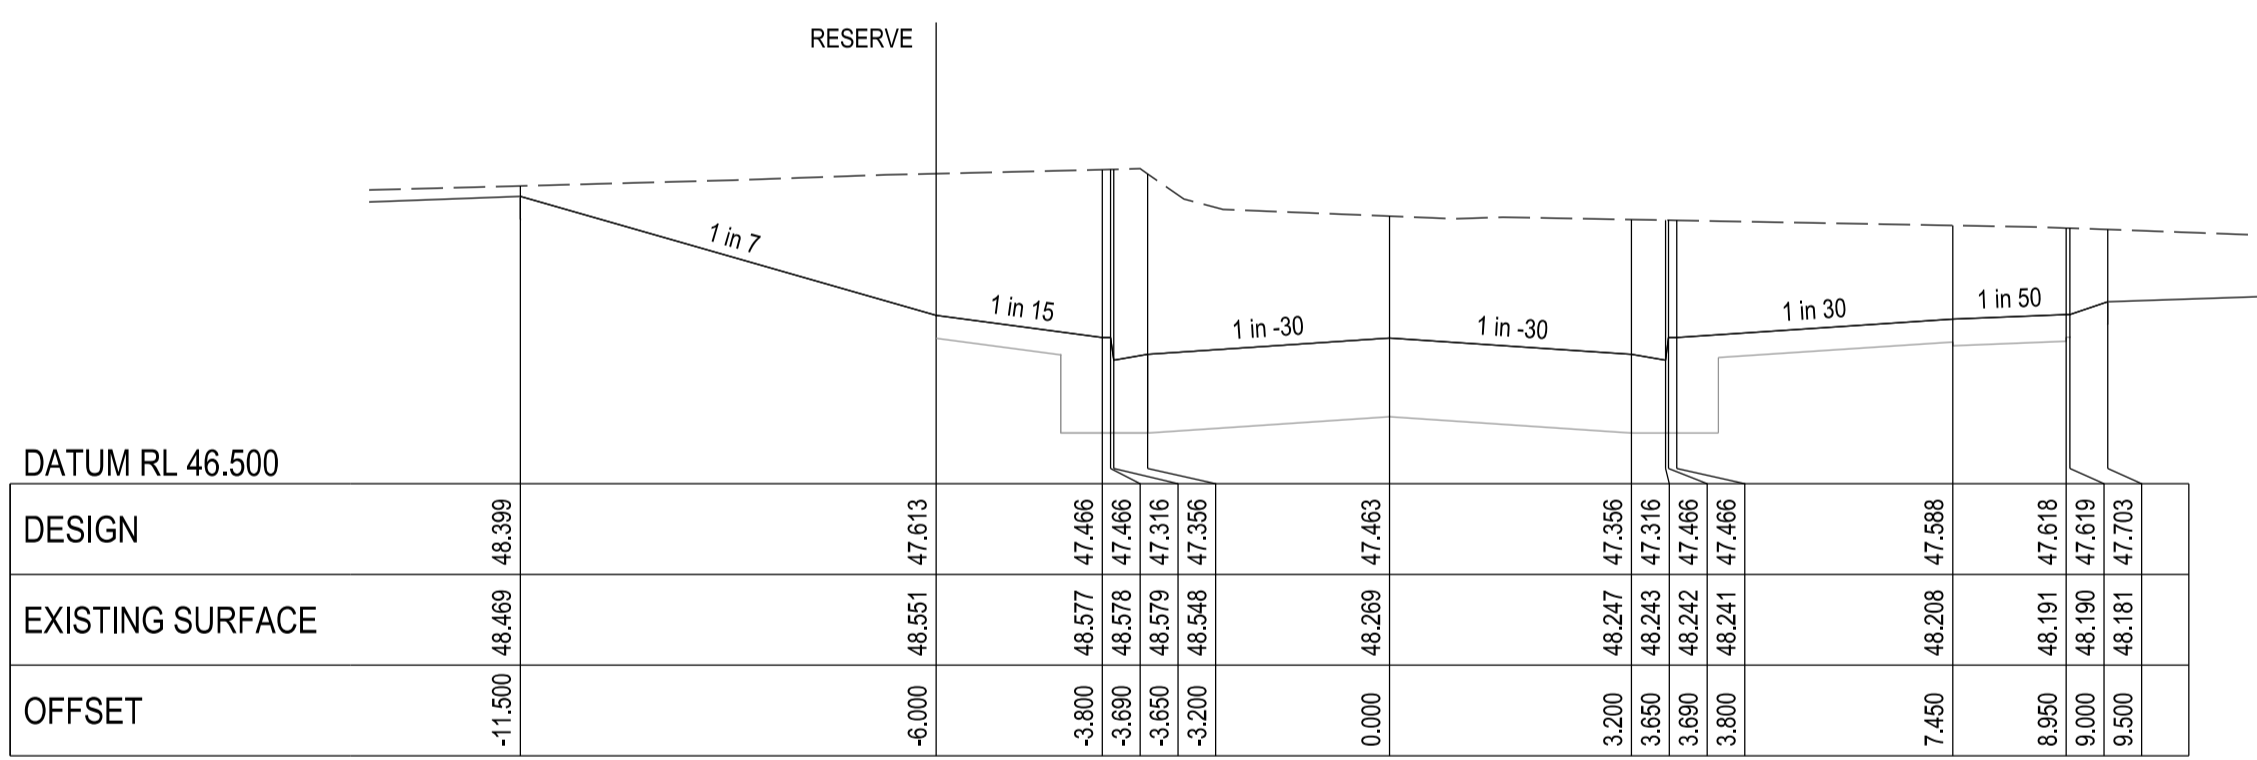 RESERVE
1 in 7
1 in 15
1 in -30
1 in -30
1 in 30
1 in 50
DATUM RL 46.500
DESIGN 48.399 47.613 47.466 47.466 47.316 47.356 47.463 47.356 47.316 47.466 47.466 47.588 47.618 47.619 47.703
EXISTING SURFACE 48.469 48.551 48.577 48.578 48.579 48.548 48.269 48.247 48.243 48.242 48.241 48.208 48.191 48.190 48.181
OFFSET -11.500 -6.000 -3.800 -3.690 -3.650 -3.200 0.000 3.200 3.650 3.690 3.800 7.450 8.950 9.000 9.500